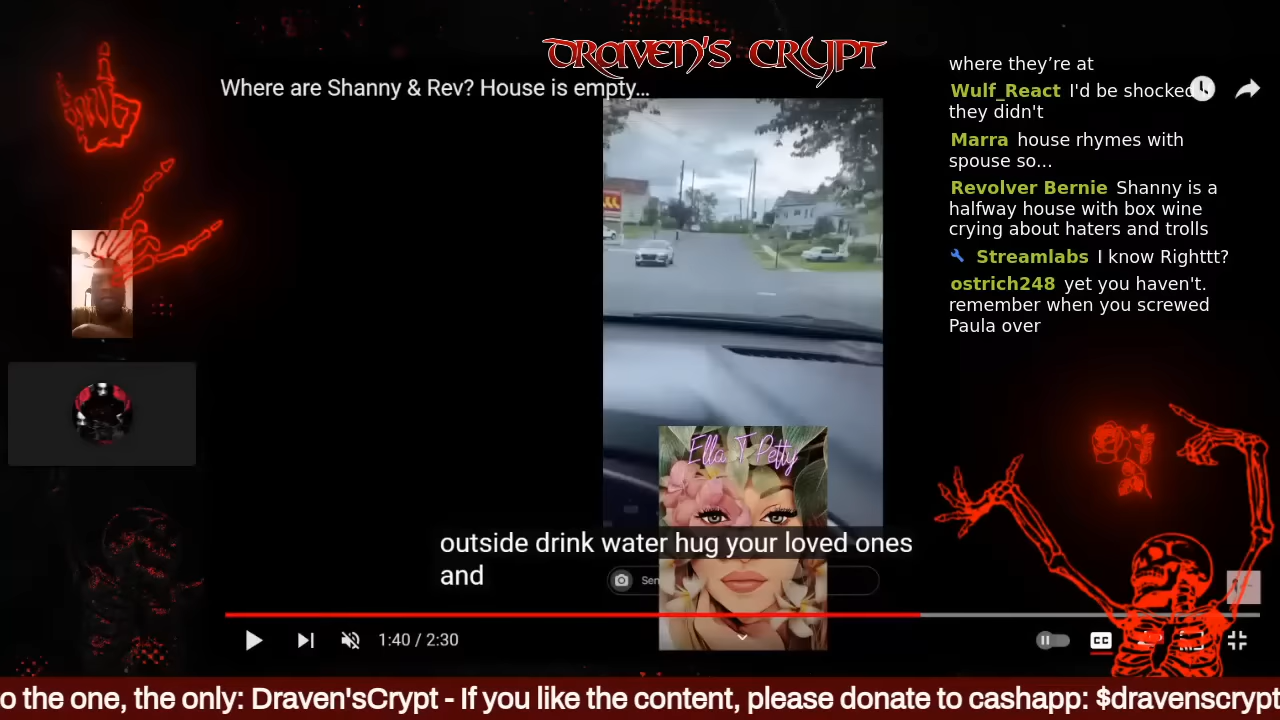 DRAVEN'S CRYPT
Where are Shanny & Rev? House is empty...
where they're at
Wulf_React I'd be shocked
they didn't
Marra house rhymes with
spouse so...
Revolver Bernie Shanny is a
halfway house with box wine
crying about haters and trolls
Streamlabs I know Righttt?
ostrich248 yet you haven't.
remember when you screwed
Paula over
Ella T Petty
outside drink water hug your loved ones
and
Sen
1:40 / 2:30
CC
o the one, the only: Draven'sCrypt - If you like the content, please donate to cashapp: $dravenscrypt